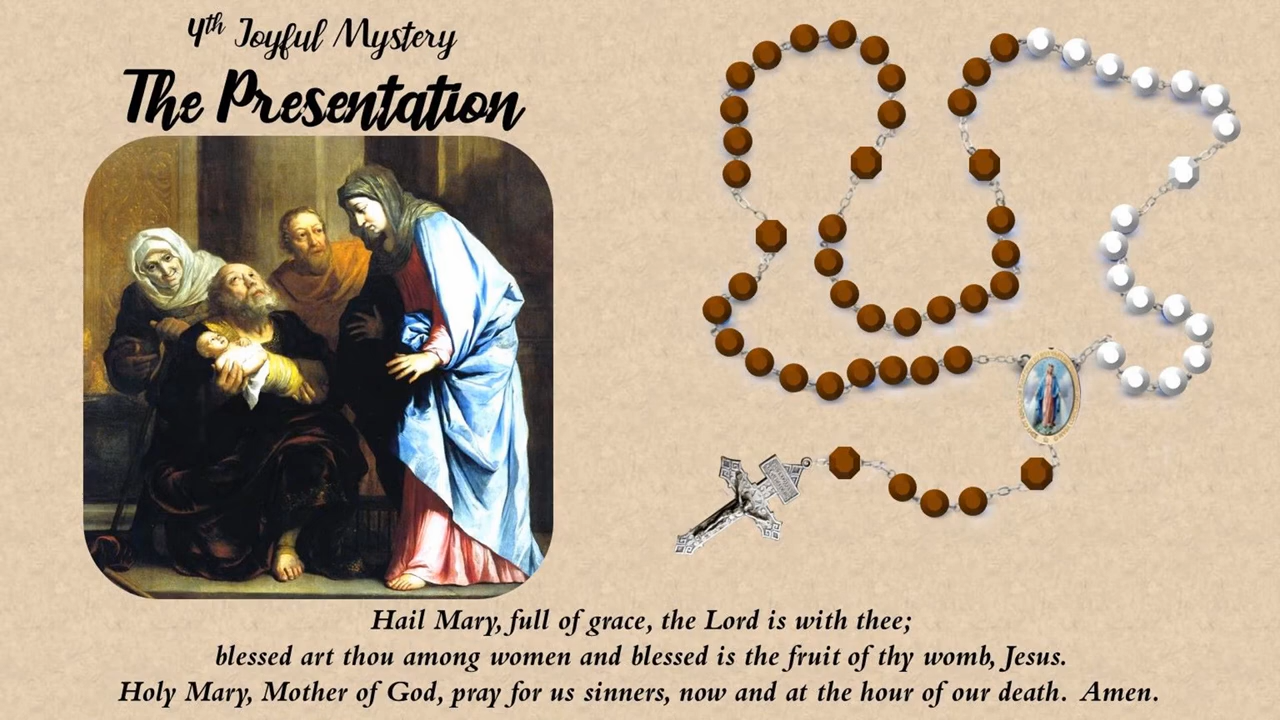 4th Joyful Mystery
The Presentation
Hail Mary, full of grace, the Lord is with thee;
blessed art thou among women and blessed is the fruit of thy womb, Jesus.
Holy Mary, Mother of God, pray for us sinners, now and at the hour of our death. Amen.